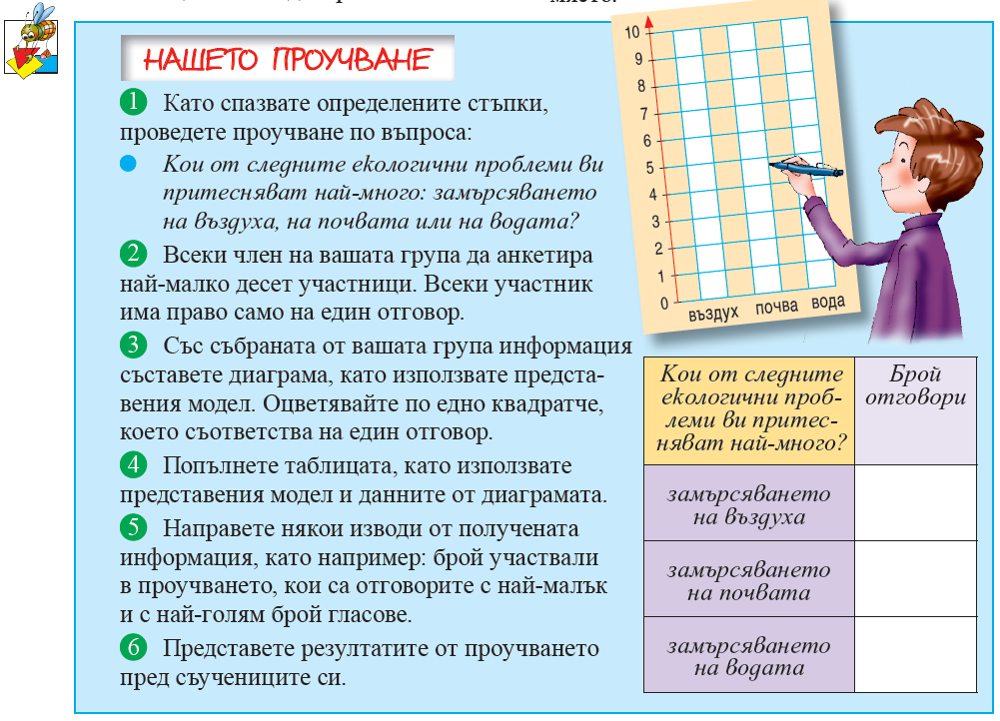 НАШЕТО ПРОУЧВАНЕ
1 Като спазвате определените стъпки,
проведете проучване по въпроса:
● Кои от следните екологични проблеми ви
притесняват най-много: замърсяването
на въздуха, на почвата или на водата?
2 Всеки член на вашата група да анкетира
най-малко десет участници. Всеки участник
има право само на един отговор.
3 Със събраната от вашата група информация
съставете диаграма, като използвате предста-
вения модел. Оцветявайте по едно квадратче,
което съответства на един отговор.
4 Попълнете таблицата, като използвате
представения модел и данните от диаграмата.
5 Направете някои изводи от получената
информация, като например: брой участвали
в проучването, кои са отговорите с най-малък
и с най-голям брой гласове.
6 Представете резултатите от проучването
пред съучениците си.
10
9
8
7
6
5
4
3
2
1
0
въздух почва вода
Кои от следните
екологични проб-
леми ви притес-
няват най-много?
Брой
отговори
замърсяването
на въздуха
замърсяването
на почвата
замърсяването
на водата